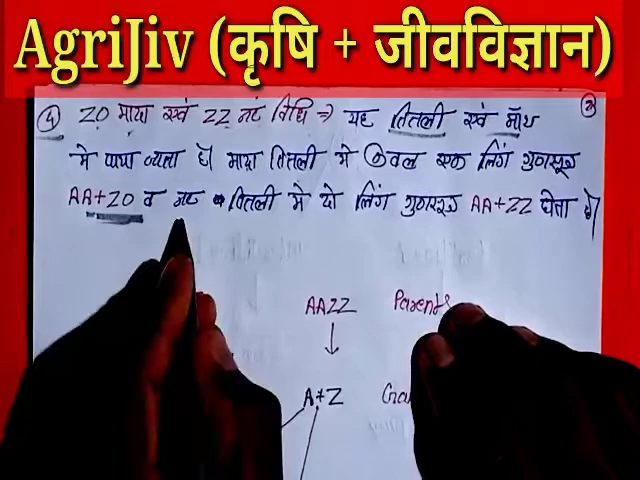 AgriJiv (कृषि + जीवविज्ञान)
④ ZO मादा एवं ZZ नर विधि ⇒ यह तितली एवं मॉथ
मे पाया जाता है। मादा तितली मे केवल एक लिंग गुणसूत्र
AA+ZO व नर तितली मे दो लिंग गुणसूत्र AA+ZZ होता है।
AAZZ Parents
A+Z